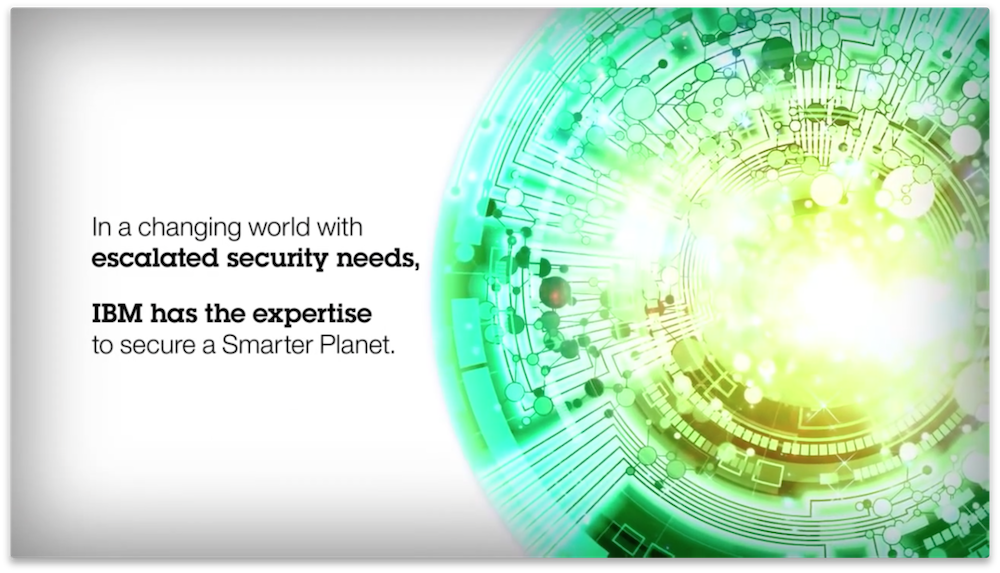 In a changing world with
escalated security needs,
IBM has the expertise
to secure a Smarter Planet.